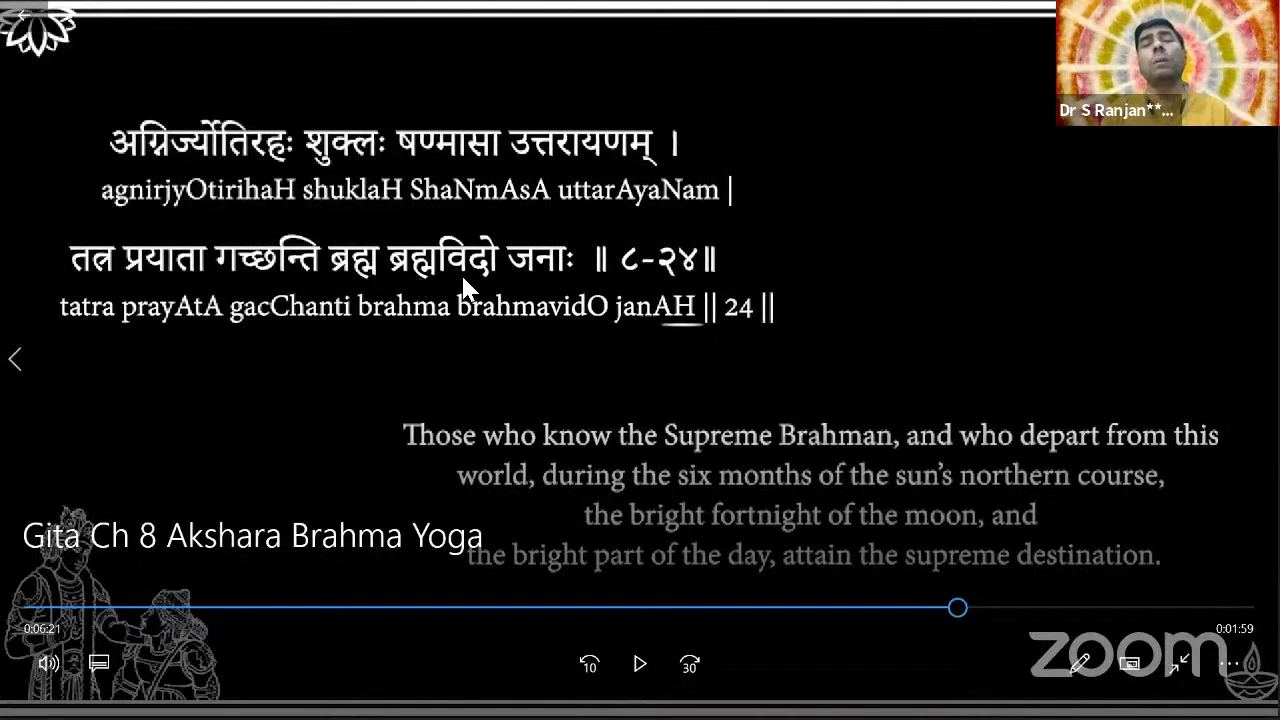 Dr S Ranjan**...
अग्निर्ज्योतिरहः शुक्लः षण्मासा उत्तरायणम् ।
agnirjyOtirihaH shuklaH ShaNmAsA uttarAyaNam |
तत्र प्रयाता गच्छन्ति ब्रह्म ब्रह्मविदो जनाः ॥ ८-२४॥
tatra prayAtA gacChanti brahma brahmavidO janAH || 24 ||
Those who know the Supreme Brahman, and who depart from this
world, during the six months of the sun's northern course,
the bright fortnight of the moon, and
the bright part of the day, attain the supreme destination.
Gita Ch 8 Akshara Brahma Yoga
0:06:21
0:01:59
10
30
zoom